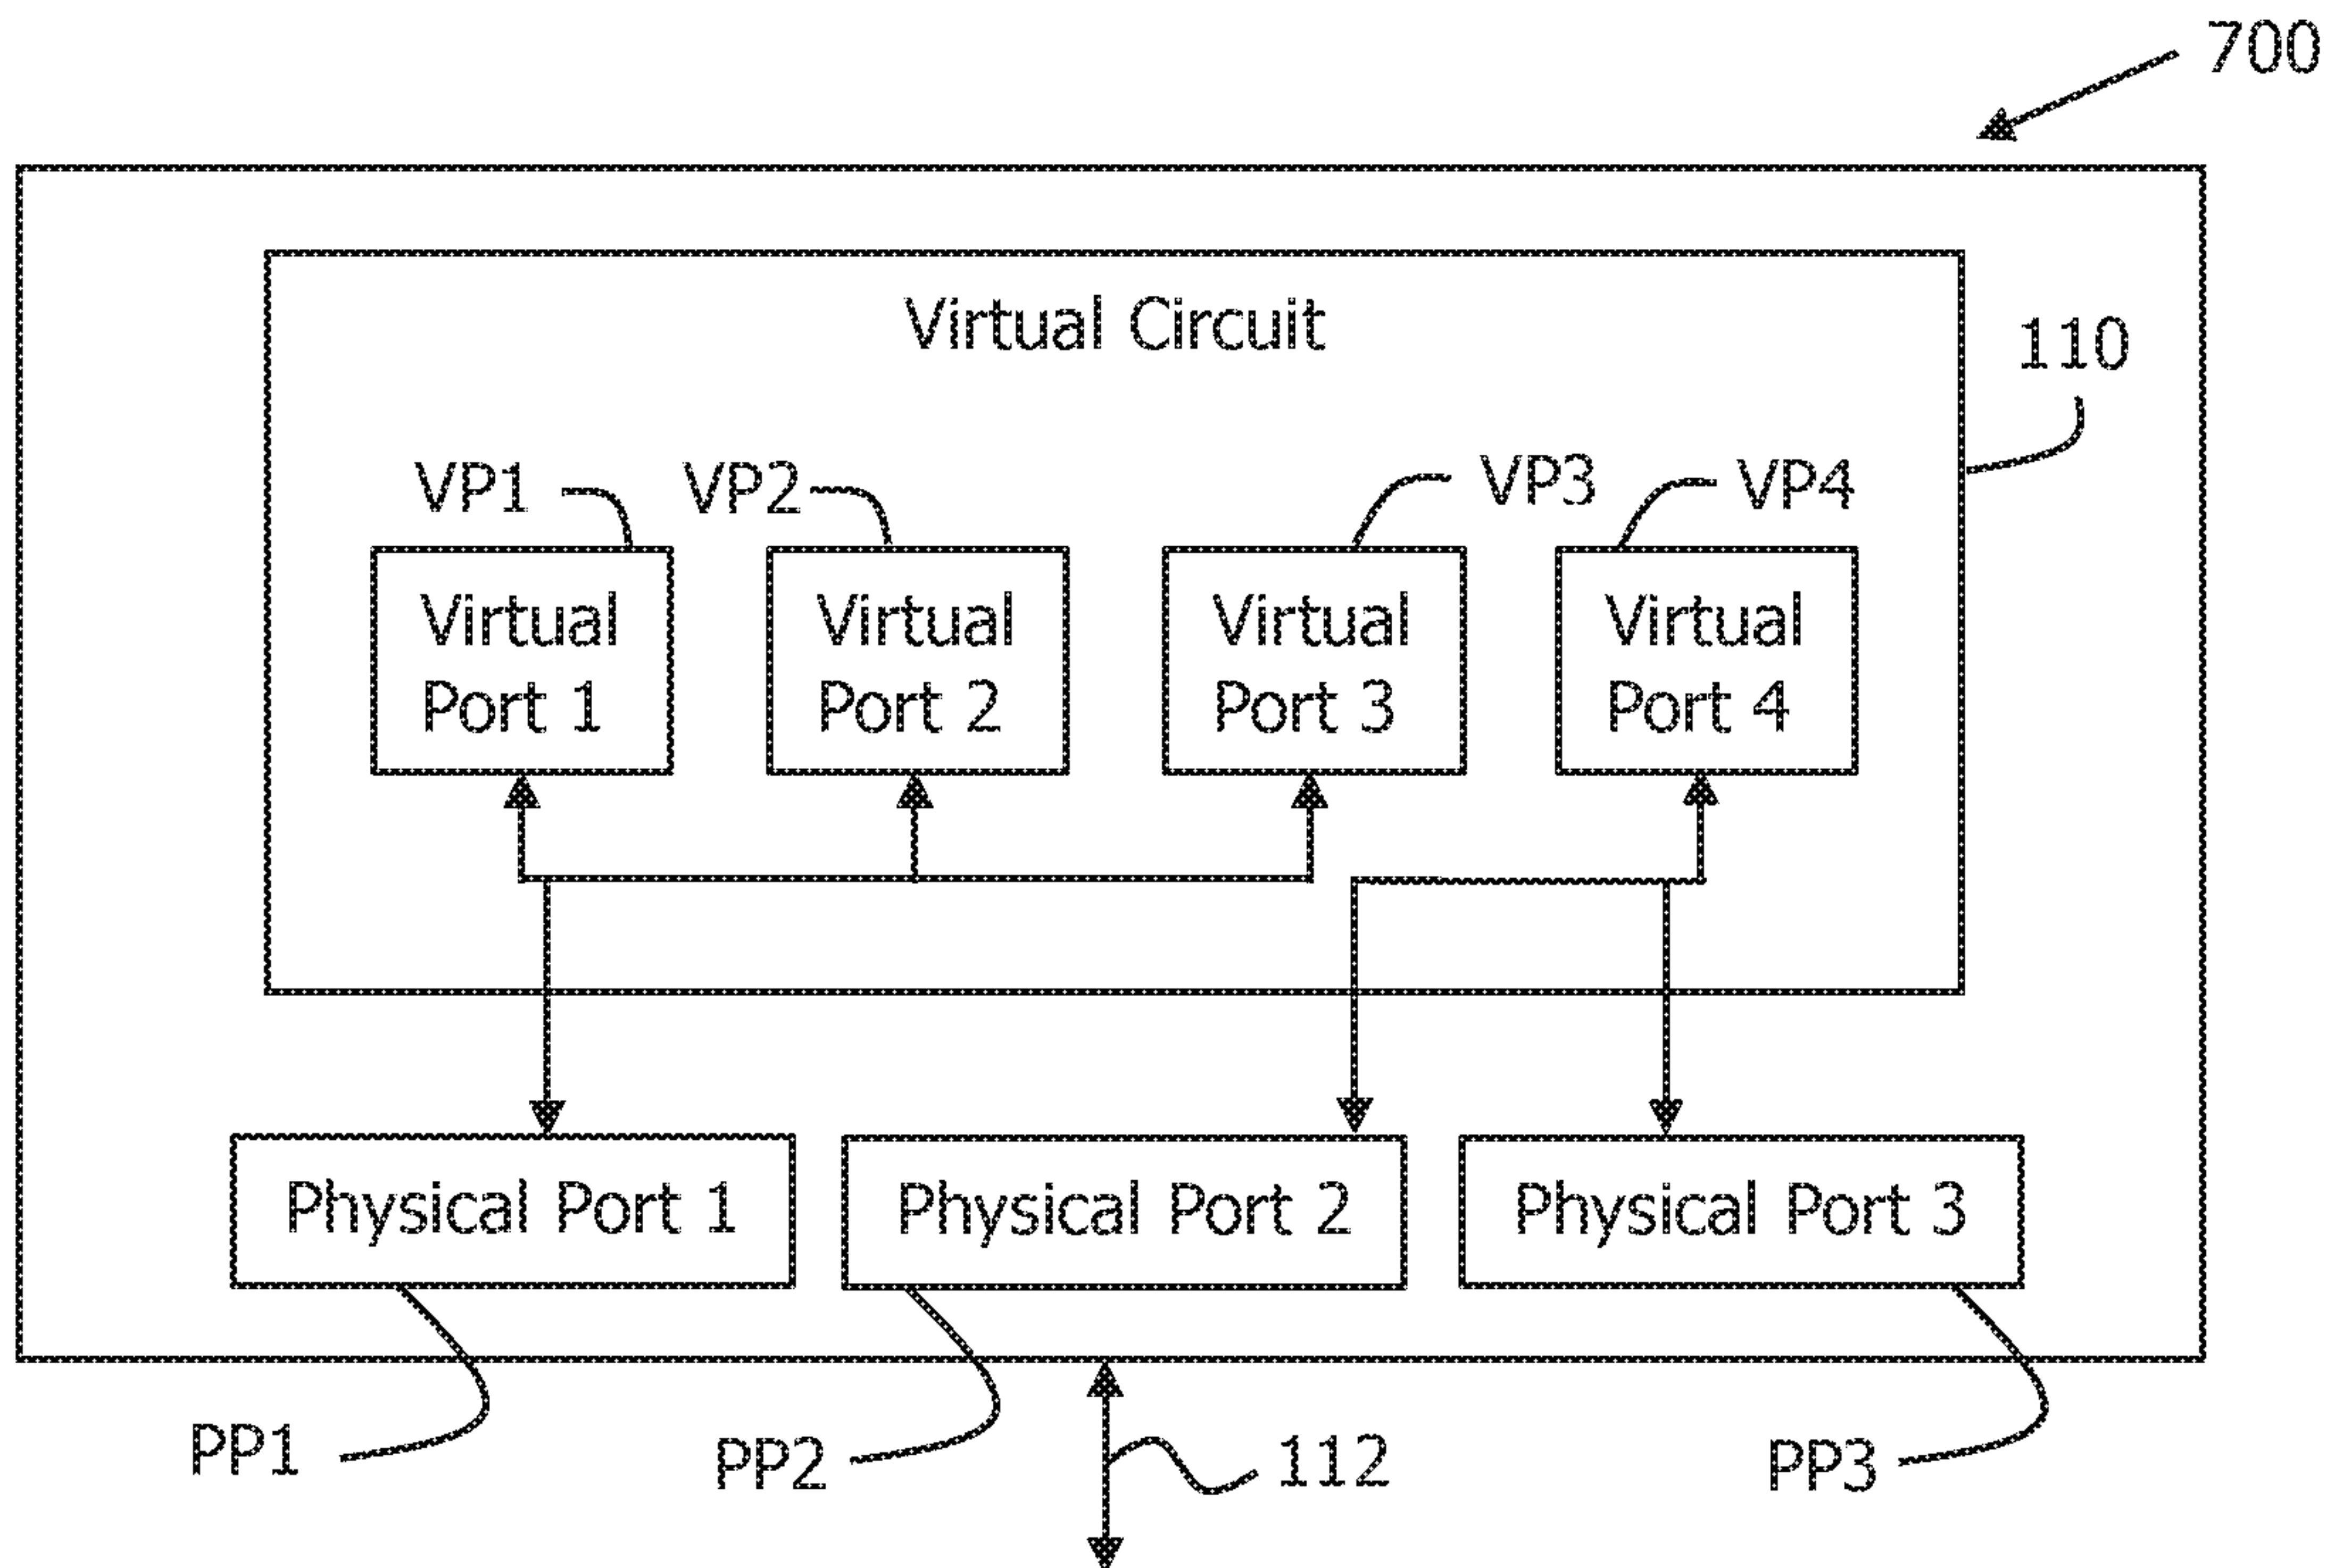 700
Virtual Circuit
110
VP1
VP2
VP3
VP4
Virtual
Port 1
Virtual
Port 2
Virtual
Port 3
Virtual
Port 4
Physical Port 1
Physical Port 2
Physical Port 3
PP1
PP2
112
PP3